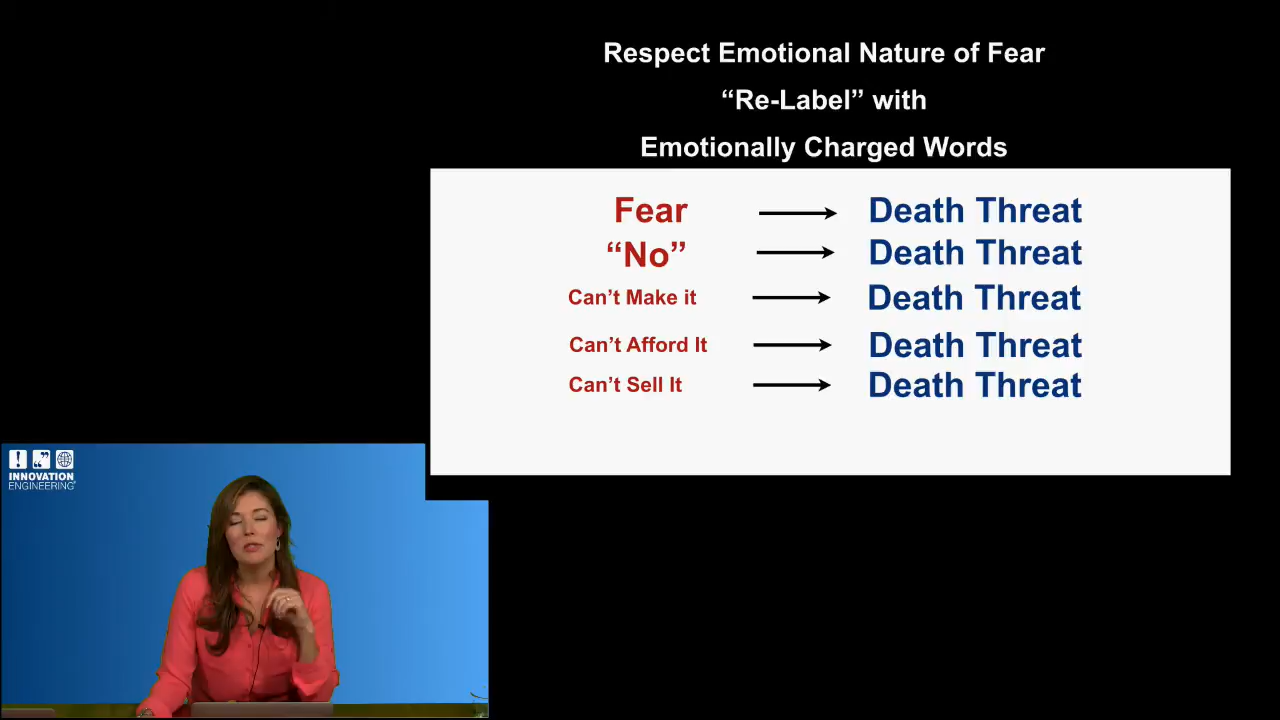 Respect Emotional Nature of Fear
“Re-Label” with
Emotionally Charged Words
Fear Death Threat
“No” Death Threat
Can’t Make it Death Threat
Can’t Afford It Death Threat
Can’t Sell It Death Threat
INNOVATION
ENGINEERING